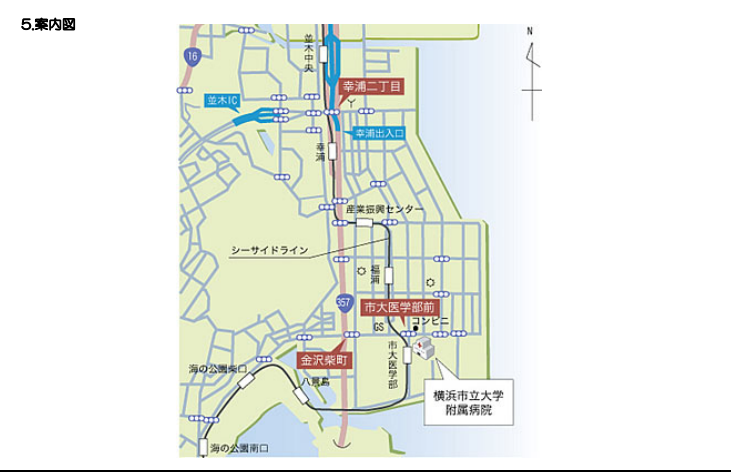 5.案内図
N
並木中央
16
幸浦二丁目
並木IC
幸浦出入口
幸浦
産業振興センター
シーサイドライン
福浦
357
市大医学部前
コンビニ
GS
金沢柴町
市大医学部
海の公園柴口
八景島
横浜市立大学
附属病院
海の公園南口